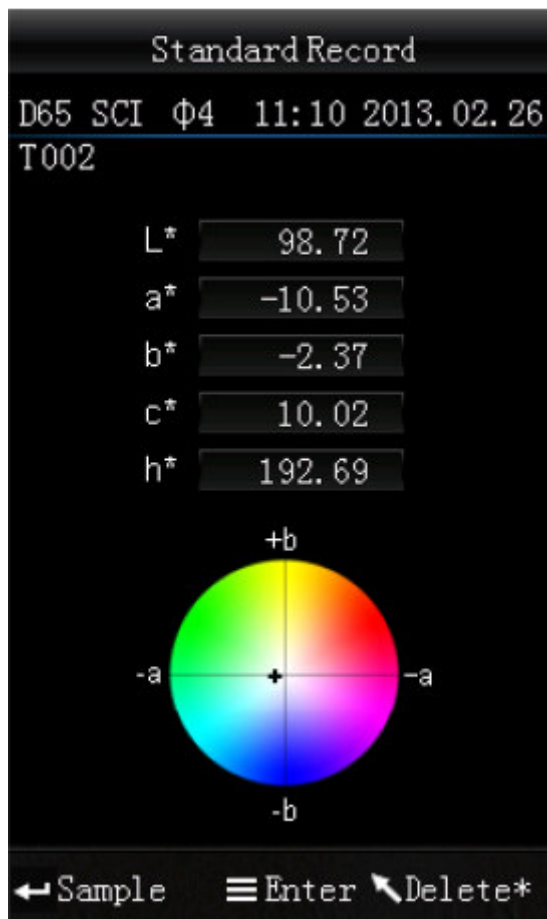 Standard Record
D65 SCI Φ4 11:10 2013.02.26
T002
L* 98.72
a* -10.53
b* -2.37
c* 10.02
h* 192.69
+b
-a -a
-b
Sample Enter Delete*